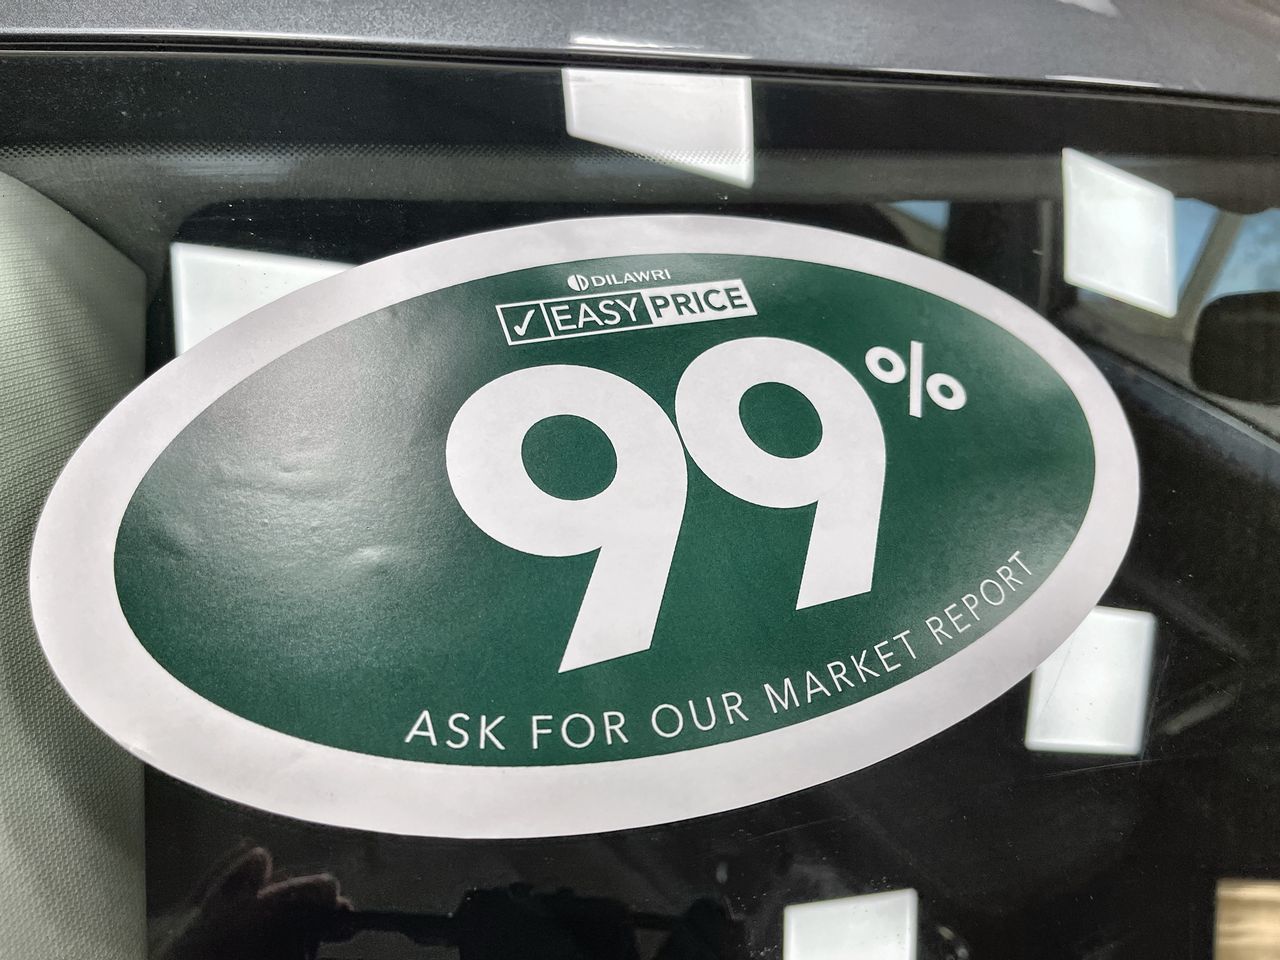 DILAWRI
✓ EASY PRICE
99%
ASK FOR OUR MARKET REPORT